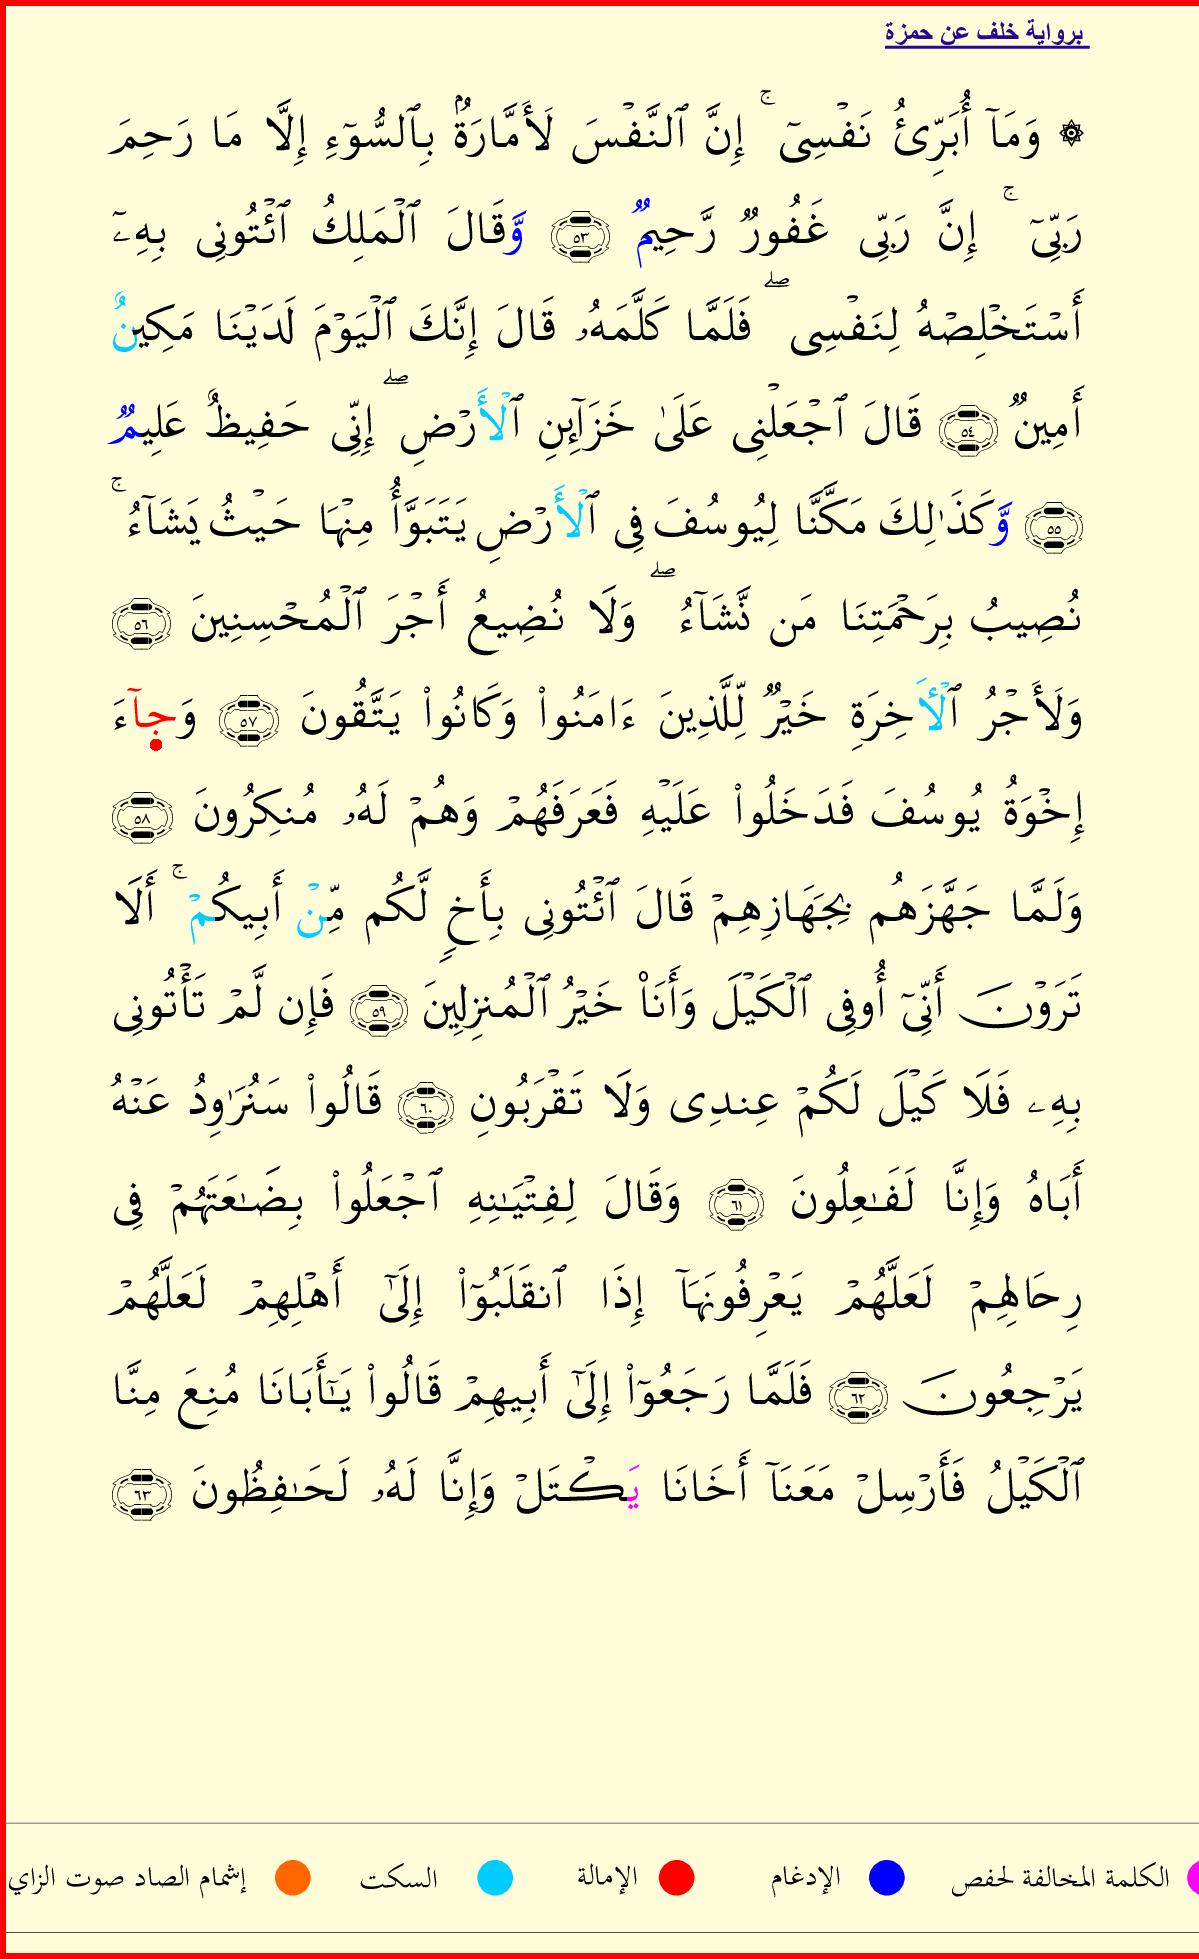 برواية خلف عن حمزة
۞ وَمَآ أُبَرِّئُ نَفْسِىٓ ۚ إِنَّ ٱلنَّفْسَ لَأَمَّارَةٌۢ بِٱلسُّوٓءِ إِلَّا مَا رَحِمَ
رَبِّىٓ ۚ إِنَّ رَبِّى غَفُورٌ رَّحِيمٌ ٥٣ وَّقَالَ ٱلْمَلِكُ ٱئْتُونِى بِهِۦٓ
أَسْتَخْلِصْهُ لِنَفْسِى ۖ فَلَمَّا كَلَّمَهُۥ قَالَ إِنَّكَ ٱلْيَوْمَ لَدَيْنَا مَكِينٌ
أَمِينٌ ٥٤ قَالَ ٱجْعَلْنِى عَلَىٰ خَزَآئِنِ ٱلْأَرْضِ ۖ إِنِّى حَفِيظٌ عَلِيمٌ
٥٥ وَّكَذَٰلِكَ مَكَّنَّا لِيُوسُفَ فِى ٱلْأَرْضِ يَتَبَوَّأُ مِنْهَا حَيْثُ يَشَآءُ ۚ
نُصِيبُ بِرَحْمَتِنَا مَن نَّشَآءُ ۖ وَلَا نُضِيعُ أَجْرَ ٱلْمُحْسِنِينَ ٥٦
وَلَأَجْرُ ٱلْأَخِرَةِ خَيْرٌ لِّلَّذِينَ ءَامَنُوا۟ وَكَانُوا۟ يَتَّقُونَ ٥٧ وَجِآءَ
إِخْوَةُ يُوسُفَ فَدَخَلُوا۟ عَلَيْهِ فَعَرَفَهُمْ وَهُمْ لَهُۥ مُنكِرُونَ ٥٨
وَلَمَّا جَهَّزَهُم بِجَهَازِهِمْ قَالَ ٱئْتُونِى بِأَخٍ لَّكُم مِّنْ أَبِيكُمْ ۚ أَلَا
تَرَوْنَ أَنِّىٓ أُوفِى ٱلْكَيْلَ وَأَنَا۠ خَيْرُ ٱلْمُنزِلِينَ ٥٩ فَإِن لَّمْ تَأْتُونِى
بِهِۦ فَلَا كَيْلَ لَكُمْ عِندِى وَلَا تَقْرَبُونِ ٦٠ قَالُوا۟ سَنُرَٰوِدُ عَنْهُ
أَبَاهُ وَإِنَّا لَفَـٰعِلُونَ ٦١ وَقَالَ لِفِتْيَـٰنِهِ ٱجْعَلُوا۟ بِضَـٰعَتَهُمْ فِى
رِحَالِهِمْ لَعَلَّهُمْ يَعْرِفُونَهَآ إِذَا ٱنقَلَبُوٓا۟ إِلَىٰٓ أَهْلِهِمْ لَعَلَّهُمْ
يَرْجِعُونَ ٦٢ فَلَمَّا رَجَعُوٓا۟ إِلَىٰٓ أَبِيهِمْ قَالُوا۟ يَـٰٓأَبَانَا مُنِعَ مِنَّا
ٱلْكَيْلُ فَأَرْسِلْ مَعَنَآ أَخَانَا يَكْتَلْ وَإِنَّا لَهُۥ لَحَـٰفِظُونَ ٦٣
الكلمة المخالفة لحفص الإدغام الإمالة السكت إشمام الصاد صوت الزاي